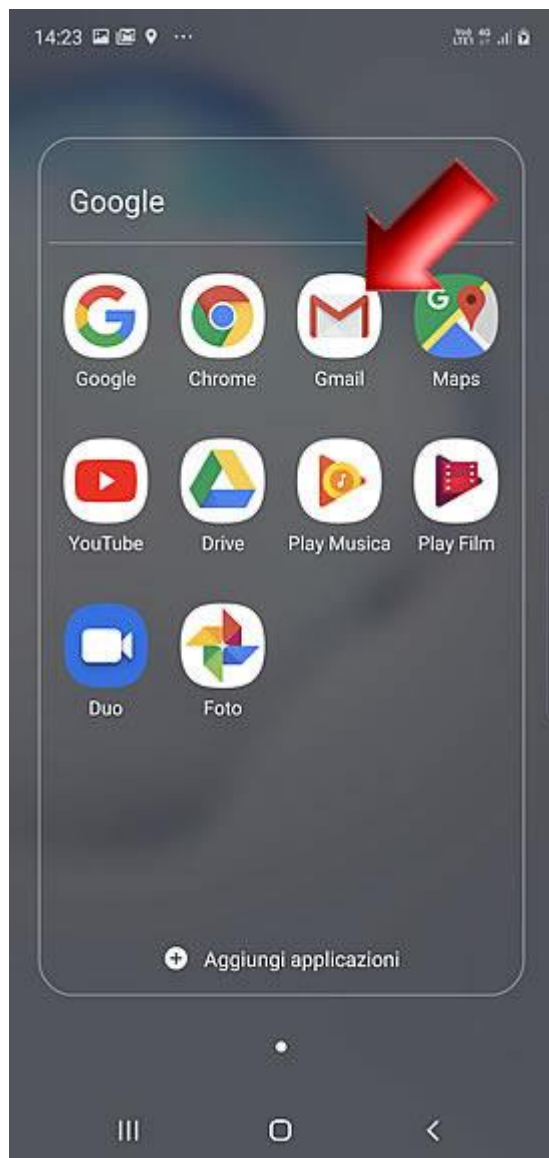 14:23
Google
Google Chrome Gmail Maps
YouTube Drive Play Musica Play Film
Duo Foto
Aggiungi applicazioni